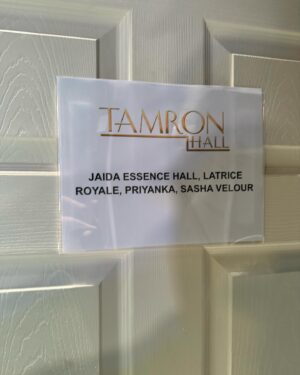 TAMRON
HALL
JAIDA ESSENCE HALL, LATRICE
ROYALE, PRIYANKA, SASHA VELOUR